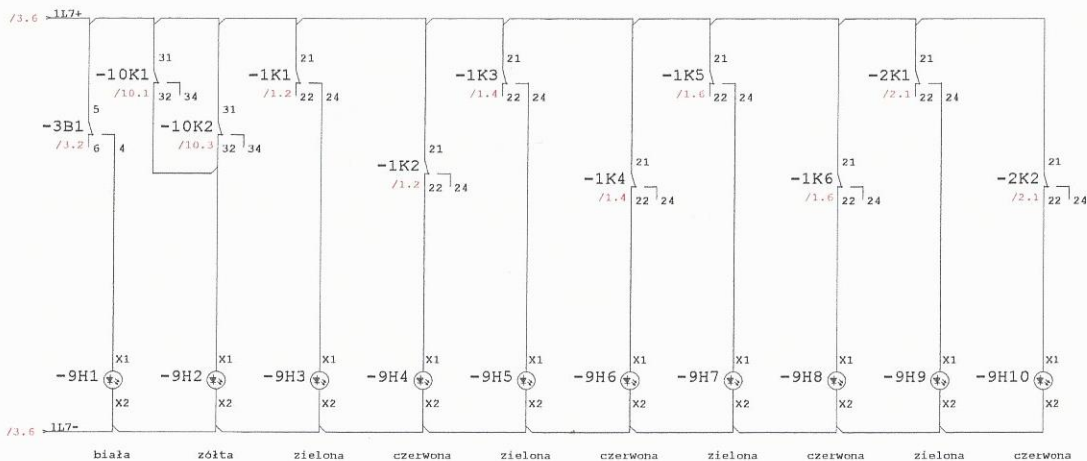 /3.6 1L7+
31 21 21 21 21
-10K1 -1K1 -1K3 -1K5 -2K1
/10.1 32 34 /1.2 22 24 /1.4 22 24 /1.6 22 24 /2.1 22 24
5 31
-3B1 -10K2
/3.2 6 4 /10.3 32 34
21 21 21 21
-1K2 -1K4 -1K6 -2K2
/1.2 22 24 /1.4 22 24 /1.6 22 24 /2.1 22 24
X1 X1 X1 X1 X1 X1 X1 X1 X1 X1
-9H1 -9H2 -9H3 -9H4 -9H5 -9H6 -9H7 -9H8 -9H9 -9H10
X2 X2 X2 X2 X2 X2 X2 X2 X2 X2
/3.6 1L7-
biała żółta zielona czerwona zielona czerwona zielona czerwona zielona czerwona